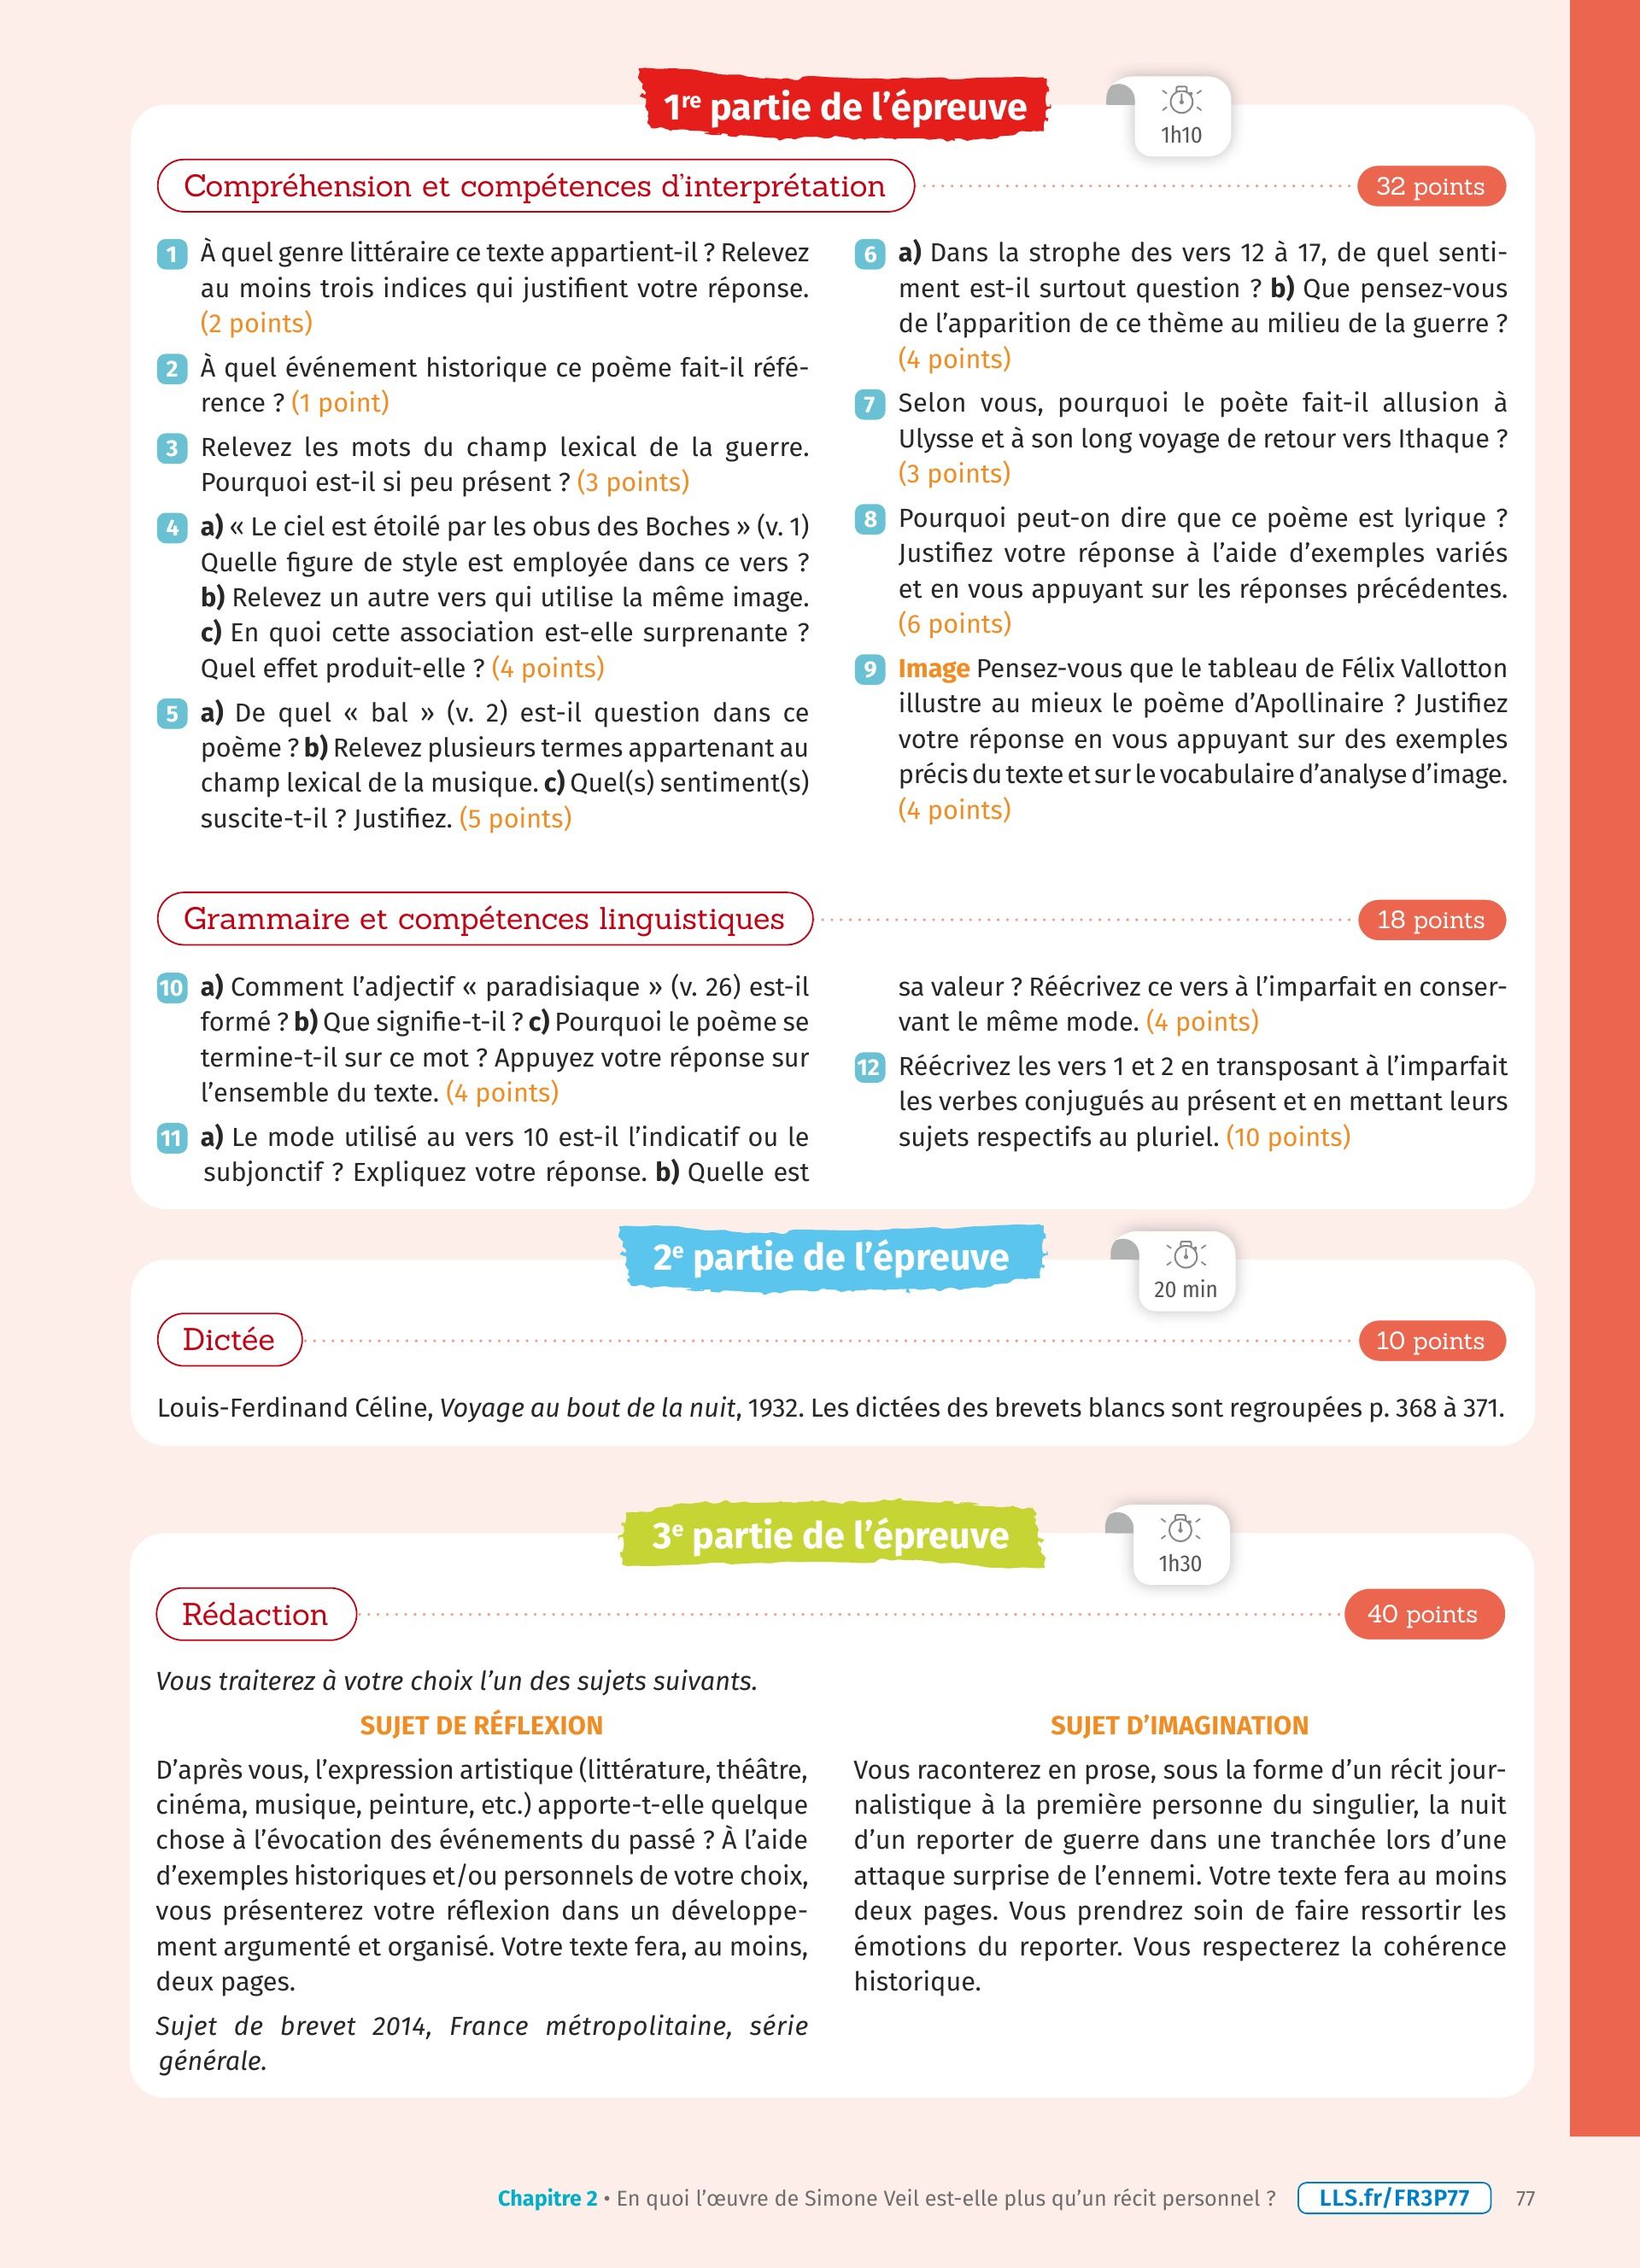 1re partie de l’épreuve
1h10
Compréhension et compétences d’interprétation
32 points
1 À quel genre littéraire ce texte appartient-il ? Relevez
au moins trois indices qui justifient votre réponse.
(2 points)
2 À quel événement historique ce poème fait-il réfé-
rence ? (1 point)
3 Relevez les mots du champ lexical de la guerre.
Pourquoi est-il si peu présent ? (3 points)
4 a) « Le ciel est étoilé par les obus des Boches » (v. 1)
Quelle figure de style est employée dans ce vers ?
b) Relevez un autre vers qui utilise la même image.
c) En quoi cette association est-elle surprenante ?
Quel effet produit-elle ? (4 points)
5 a) De quel « bal » (v. 2) est-il question dans ce
poème ? b) Relevez plusieurs termes appartenant au
champ lexical de la musique. c) Quel(s) sentiment(s)
suscite-t-il ? Justifiez. (5 points)
6 a) Dans la strophe des vers 12 à 17, de quel senti-
ment est-il surtout question ? b) Que pensez-vous
de l’apparition de ce thème au milieu de la guerre ?
(4 points)
7 Selon vous, pourquoi le poète fait-il allusion à
Ulysse et à son long voyage de retour vers Ithaque ?
(3 points)
8 Pourquoi peut-on dire que ce poème est lyrique ?
Justifiez votre réponse à l’aide d’exemples variés
et en vous appuyant sur les réponses précédentes.
(6 points)
9 Image Pensez-vous que le tableau de Félix Vallotton
illustre au mieux le poème d’Apollinaire ? Justifiez
votre réponse en vous appuyant sur des exemples
précis du texte et sur le vocabulaire d’analyse d’image.
(4 points)
Grammaire et compétences linguistiques
18 points
10 a) Comment l’adjectif « paradisiaque » (v. 26) est-il
formé ? b) Que signifie-t-il ? c) Pourquoi le poème se
termine-t-il sur ce mot ? Appuyez votre réponse sur
l’ensemble du texte. (4 points)
11 a) Le mode utilisé au vers 10 est-il l’indicatif ou le
subjonctif ? Expliquez votre réponse. b) Quelle est
sa valeur ? Réécrivez ce vers à l’imparfait en conser-
vant le même mode. (4 points)
12 Réécrivez les vers 1 et 2 en transposant à l’imparfait
les verbes conjugués au présent et en mettant leurs
sujets respectifs au pluriel. (10 points)
2e partie de l’épreuve
20 min
Dictée
10 points
Louis-Ferdinand Céline, Voyage au bout de la nuit, 1932. Les dictées des brevets blancs sont regroupées p. 368 à 371.
3e partie de l’épreuve
1h30
Rédaction
40 points
Vous traiterez à votre choix l’un des sujets suivants.
SUJET DE RÉFLEXION
D’après vous, l’expression artistique (littérature, théâtre,
cinéma, musique, peinture, etc.) apporte-t-elle quelque
chose à l’évocation des événements du passé ? À l’aide
d’exemples historiques et/ou personnels de votre choix,
vous présenterez votre réflexion dans un développe-
ment argumenté et organisé. Votre texte fera, au moins,
deux pages.
Sujet de brevet 2014, France métropolitaine, série
générale.
SUJET D’IMAGINATION
Vous raconterez en prose, sous la forme d’un récit jour-
nalistique à la première personne du singulier, la nuit
d’un reporter de guerre dans une tranchée lors d’une
attaque surprise de l’ennemi. Votre texte fera au moins
deux pages. Vous prendrez soin de faire ressortir les
émotions du reporter. Vous respecterez la cohérence
historique.
Chapitre 2 • En quoi l’œuvre de Simone Veil est-elle plus qu’un récit personnel ? LLS.fr/FR3P77 77